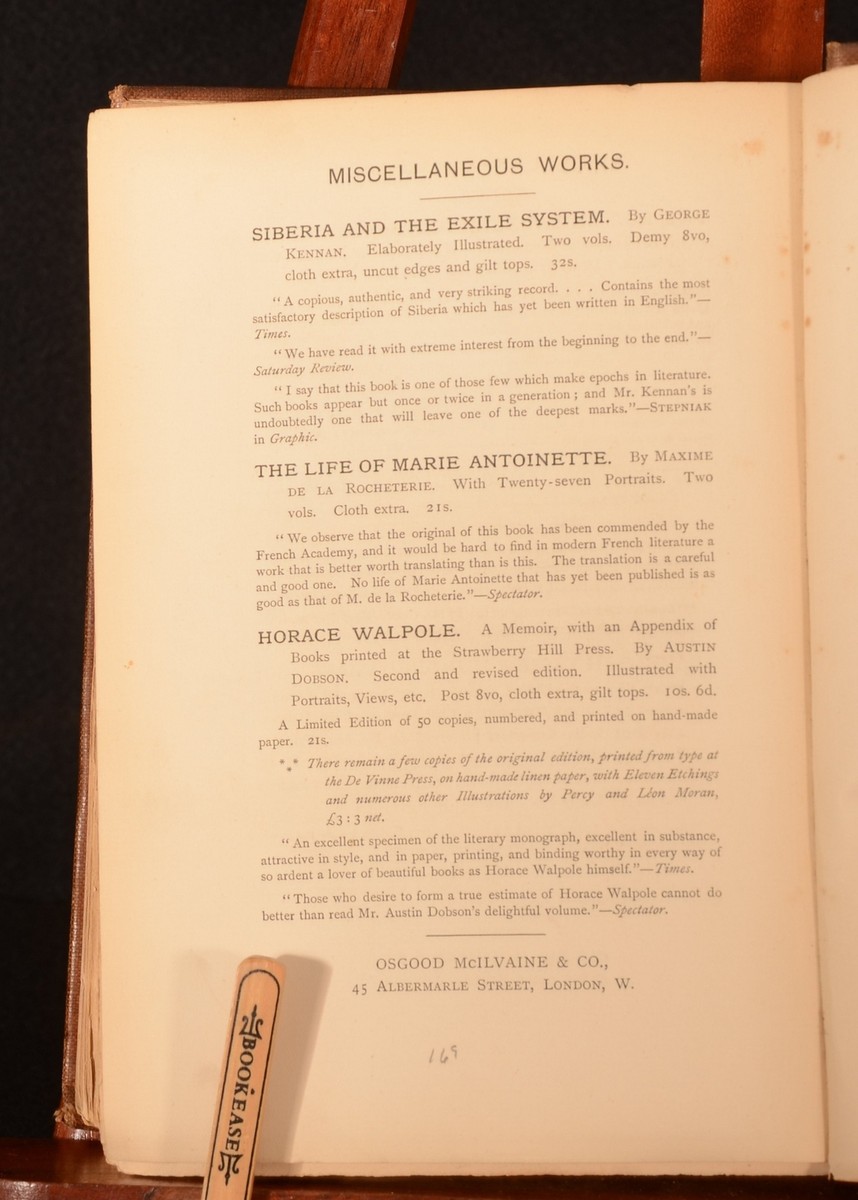 MISCELLANEOUS WORKS.
SIBERIA AND THE EXILE SYSTEM. By GEORGE
KENNAN. Elaborately Illustrated. Two vols. Demy 8vo,
cloth extra, uncut edges and gilt tops. 32s.
“A copious, authentic, and very striking record. . . . Contains the most
satisfactory description of Siberia which has yet been written in English.”—
Times.
“We have read it with extreme interest from the beginning to the end.”—
Saturday Review.
“I say that this book is one of those few which make epochs in literature.
Such books appear but once or twice in a generation; and Mr. Kennan's is
undoubtedly one that will leave one of the deepest marks.”—STEPNIAK
in Graphic.
THE LIFE OF MARIE ANTOINETTE. By MAXIME
DE LA ROCHETERIE. With Twenty-seven Portraits. Two
vols. Cloth extra. 21s.
“We observe that the original of this book has been commended by the
French Academy, and it would be hard to find in modern French literature a
work that is better worth translating than is this. The translation is a careful
and good one. No life of Marie Antoinette that has yet been published is as
good as that of M. de la Rocheterie.”—Spectator.
HORACE WALPOLE. A Memoir, with an Appendix of
Books printed at the Strawberry Hill Press. By AUSTIN
DOBSON. Second and revised edition. Illustrated with
Portraits, Views, etc. Post 8vo, cloth extra, gilt tops. 10s. 6d.
A Limited Edition of 50 copies, numbered, and printed on hand-made
paper. 21s.
*** There remain a few copies of the original edition, printed from type at
the De Vinne Press, on hand-made linen paper, with Eleven Etchings
and numerous other Illustrations by Percy and Léon Moran,
£3 : 3 net.
“An excellent specimen of the literary monograph, excellent in substance,
attractive in style, and in paper, printing, and binding worthy in every way of
so ardent a lover of beautiful books as Horace Walpole himself.”—Times.
“Those who desire to form a true estimate of Horace Walpole cannot do
better than read Mr. Austin Dobson's delightful volume.”—Spectator.
OSGOOD McILVAINE & CO.,
45 ALBERMARLE STREET, LONDON, W.
169
BOOKEASE